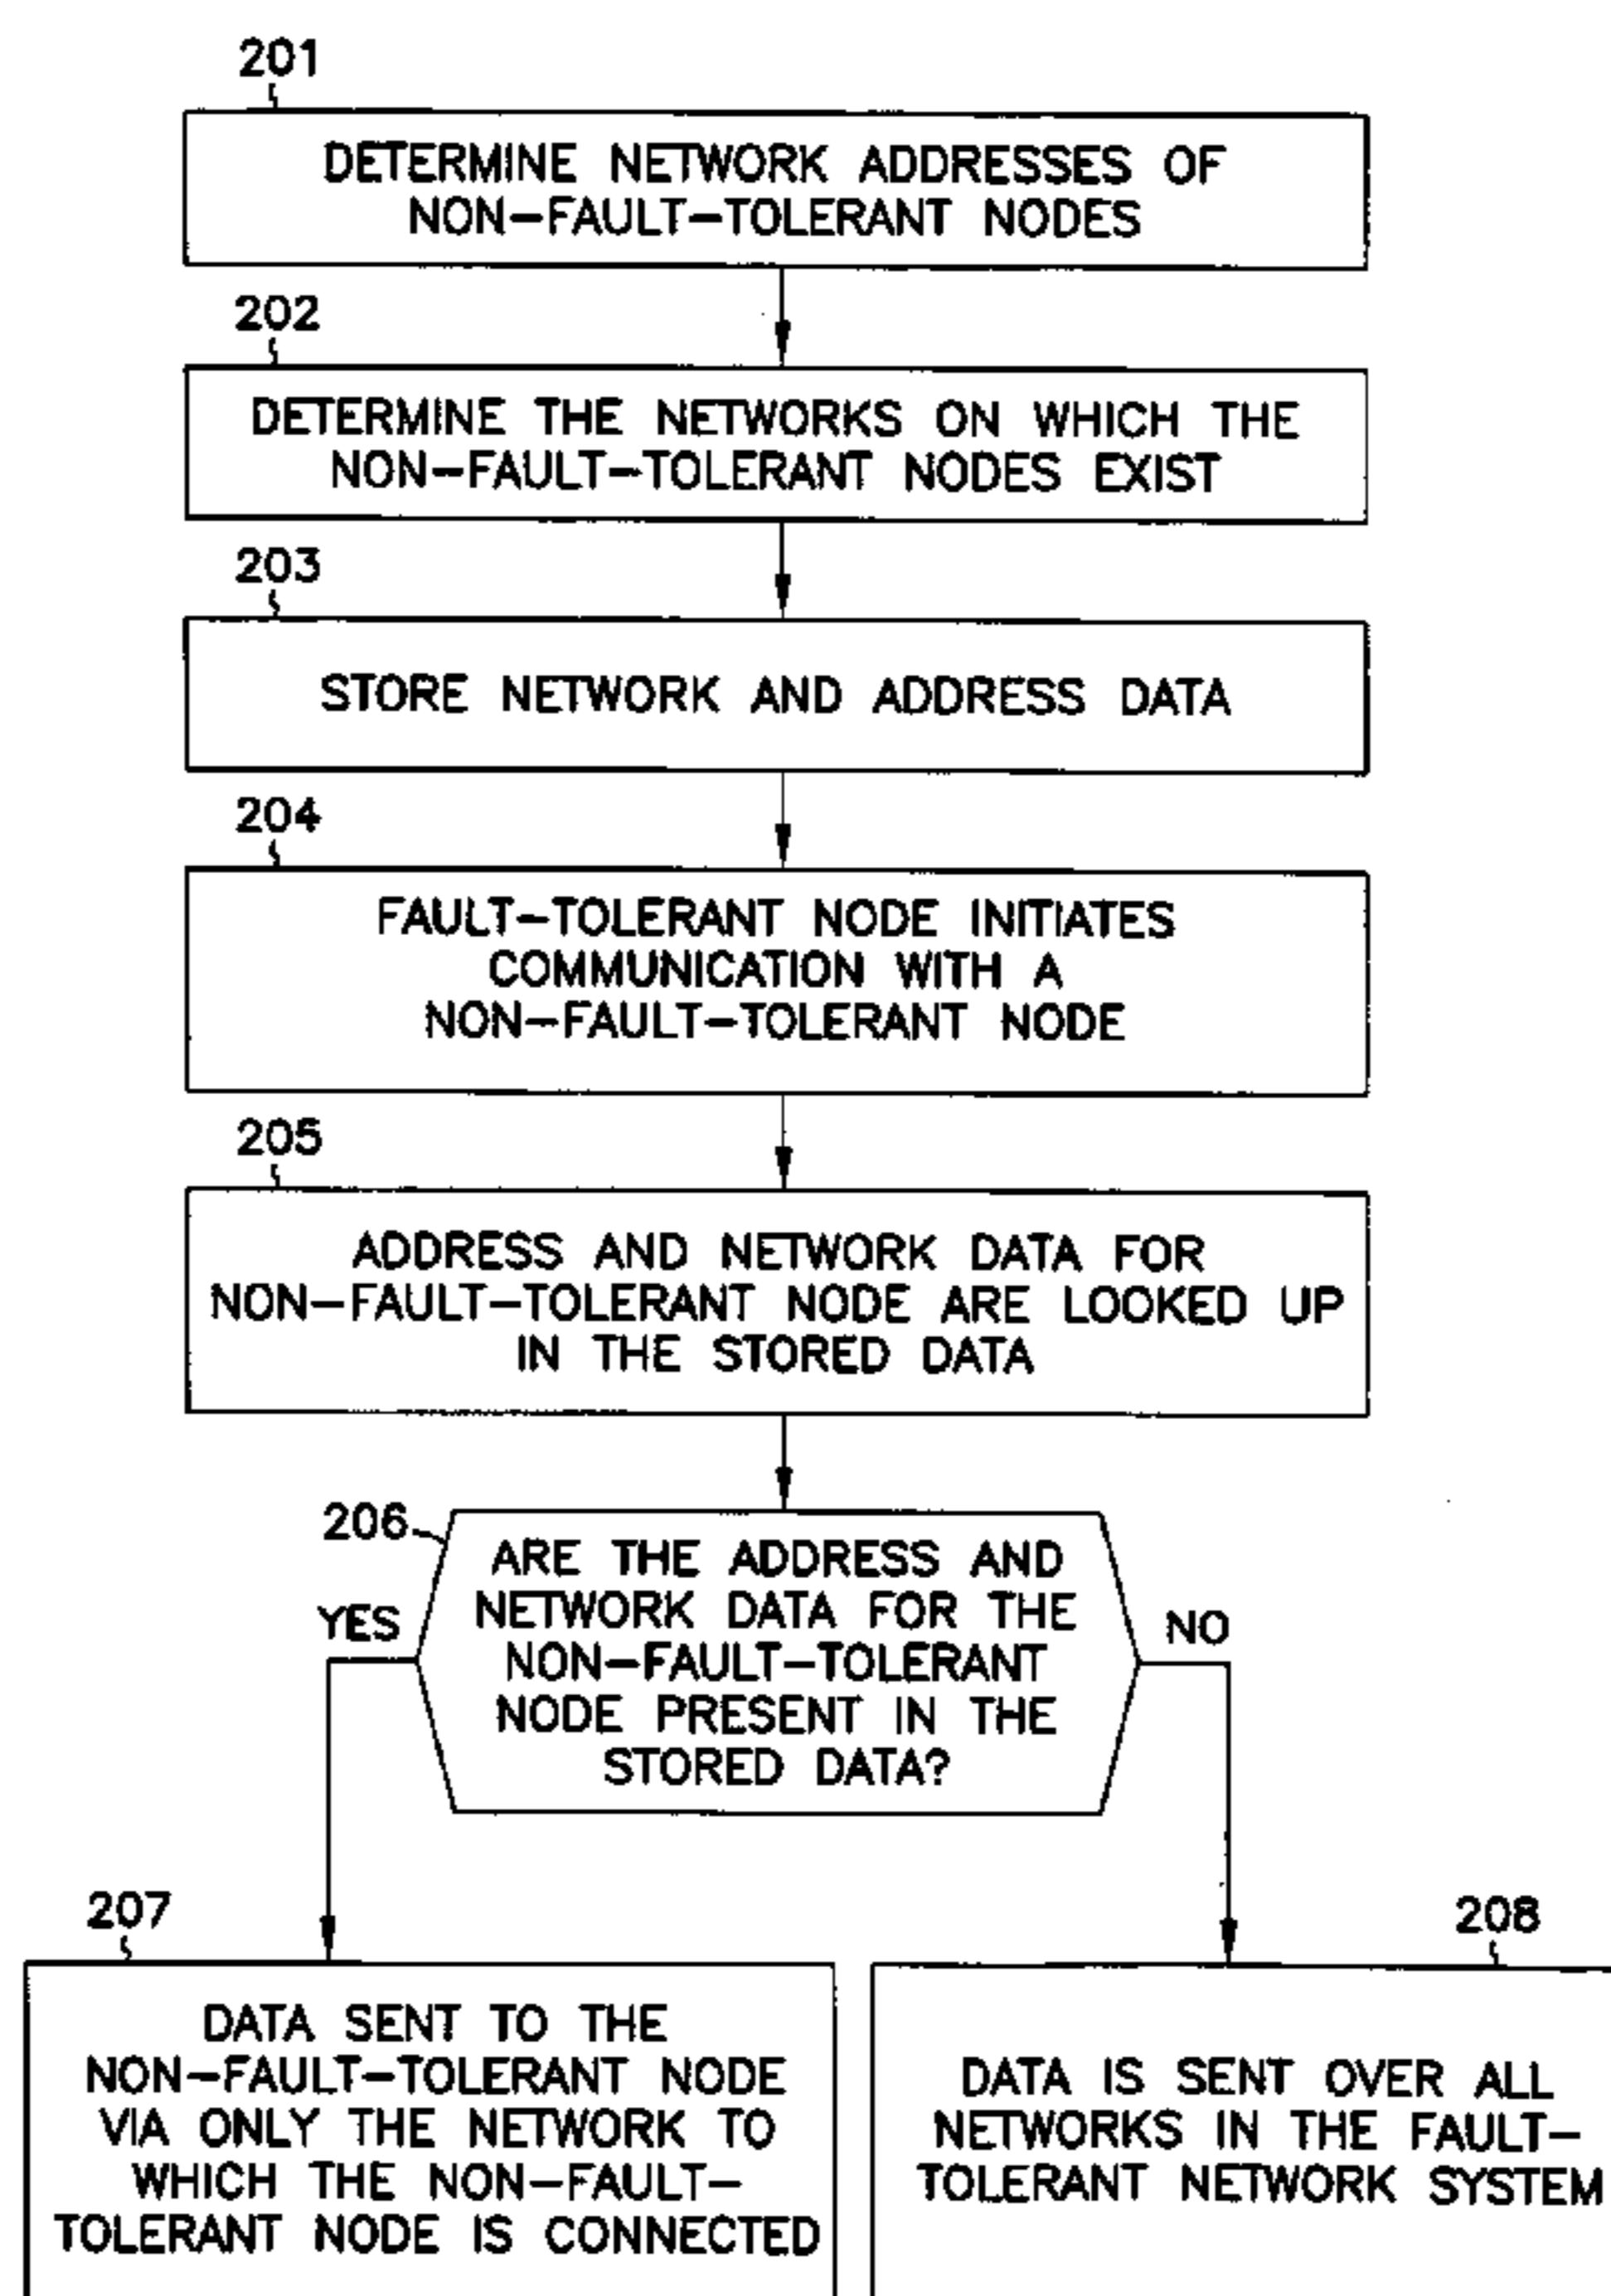 201
DETERMINE NETWORK ADDRESSES OF
NON-FAULT-TOLERANT NODES
202
DETERMINE THE NETWORKS ON WHICH THE
NON-FAULT-TOLERANT NODES EXIST
203
STORE NETWORK AND ADDRESS DATA
204
FAULT-TOLERANT NODE INITIATES
COMMUNICATION WITH A
NON-FAULT-TOLERANT NODE
205
ADDRESS AND NETWORK DATA FOR
NON-FAULT-TOLERANT NODE ARE LOOKED UP
IN THE STORED DATA
206
ARE THE ADDRESS AND
NETWORK DATA FOR THE
NON-FAULT-TOLERANT
NODE PRESENT IN THE
STORED DATA?
YES
NO
207
DATA SENT TO THE
NON-FAULT-TOLERANT NODE
VIA ONLY THE NETWORK TO
WHICH THE NON-FAULT-
TOLERANT NODE IS CONNECTED
208
DATA IS SENT OVER ALL
NETWORKS IN THE FAULT-
TOLERANT NETWORK SYSTEM